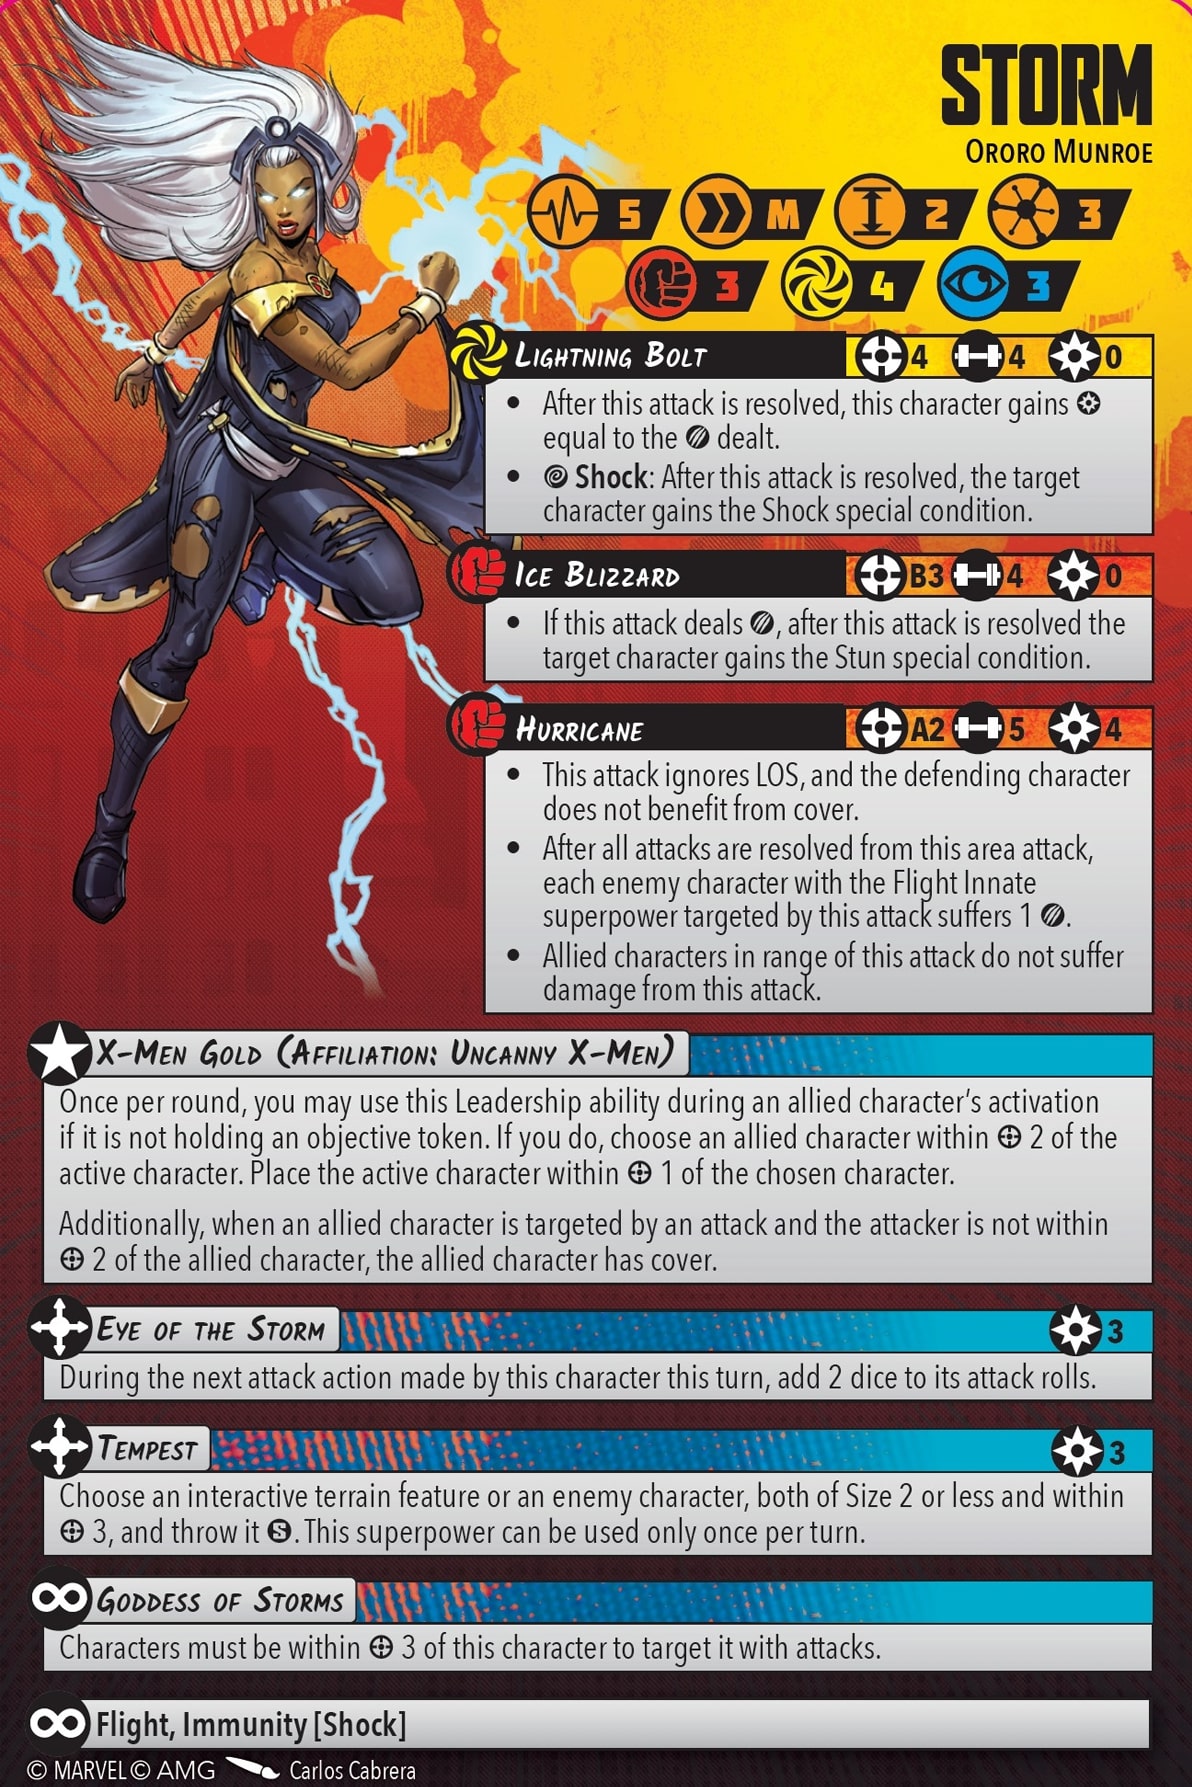 STORM
ORORO MUNROE
5 M 2 3
3 4 3
LIGHTNING BOLT 4 4 0
• After this attack is resolved, this character gains
equal to the dealt.
• Shock: After this attack is resolved, the target
character gains the Shock special condition.
ICE BLIZZARD B3 4 0
• If this attack deals , after this attack is resolved the
target character gains the Stun special condition.
HURRICANE A2 5 4
• This attack ignores LOS, and the defending character
does not benefit from cover.
• After all attacks are resolved from this area attack,
each enemy character with the Flight Innate
superpower targeted by this attack suffers 1 .
• Allied characters in range of this attack do not suffer
damage from this attack.
X-MEN GOLD (AFFILIATION: UNCANNY X-MEN)
Once per round, you may use this Leadership ability during an allied character's activation
if it is not holding an objective token. If you do, choose an allied character within 2 of the
active character. Place the active character within 1 of the chosen character.
Additionally, when an allied character is targeted by an attack and the attacker is not within
2 of the allied character, the allied character has cover.
EYE OF THE STORM 3
During the next attack action made by this character this turn, add 2 dice to its attack rolls.
TEMPEST 3
Choose an interactive terrain feature or an enemy character, both of Size 2 or less and within
3, and throw it S. This superpower can be used only once per turn.
GODDESS OF STORMS
Characters must be within 3 of this character to target it with attacks.
Flight, Immunity [Shock]
© MARVEL © AMG Carlos Cabrera